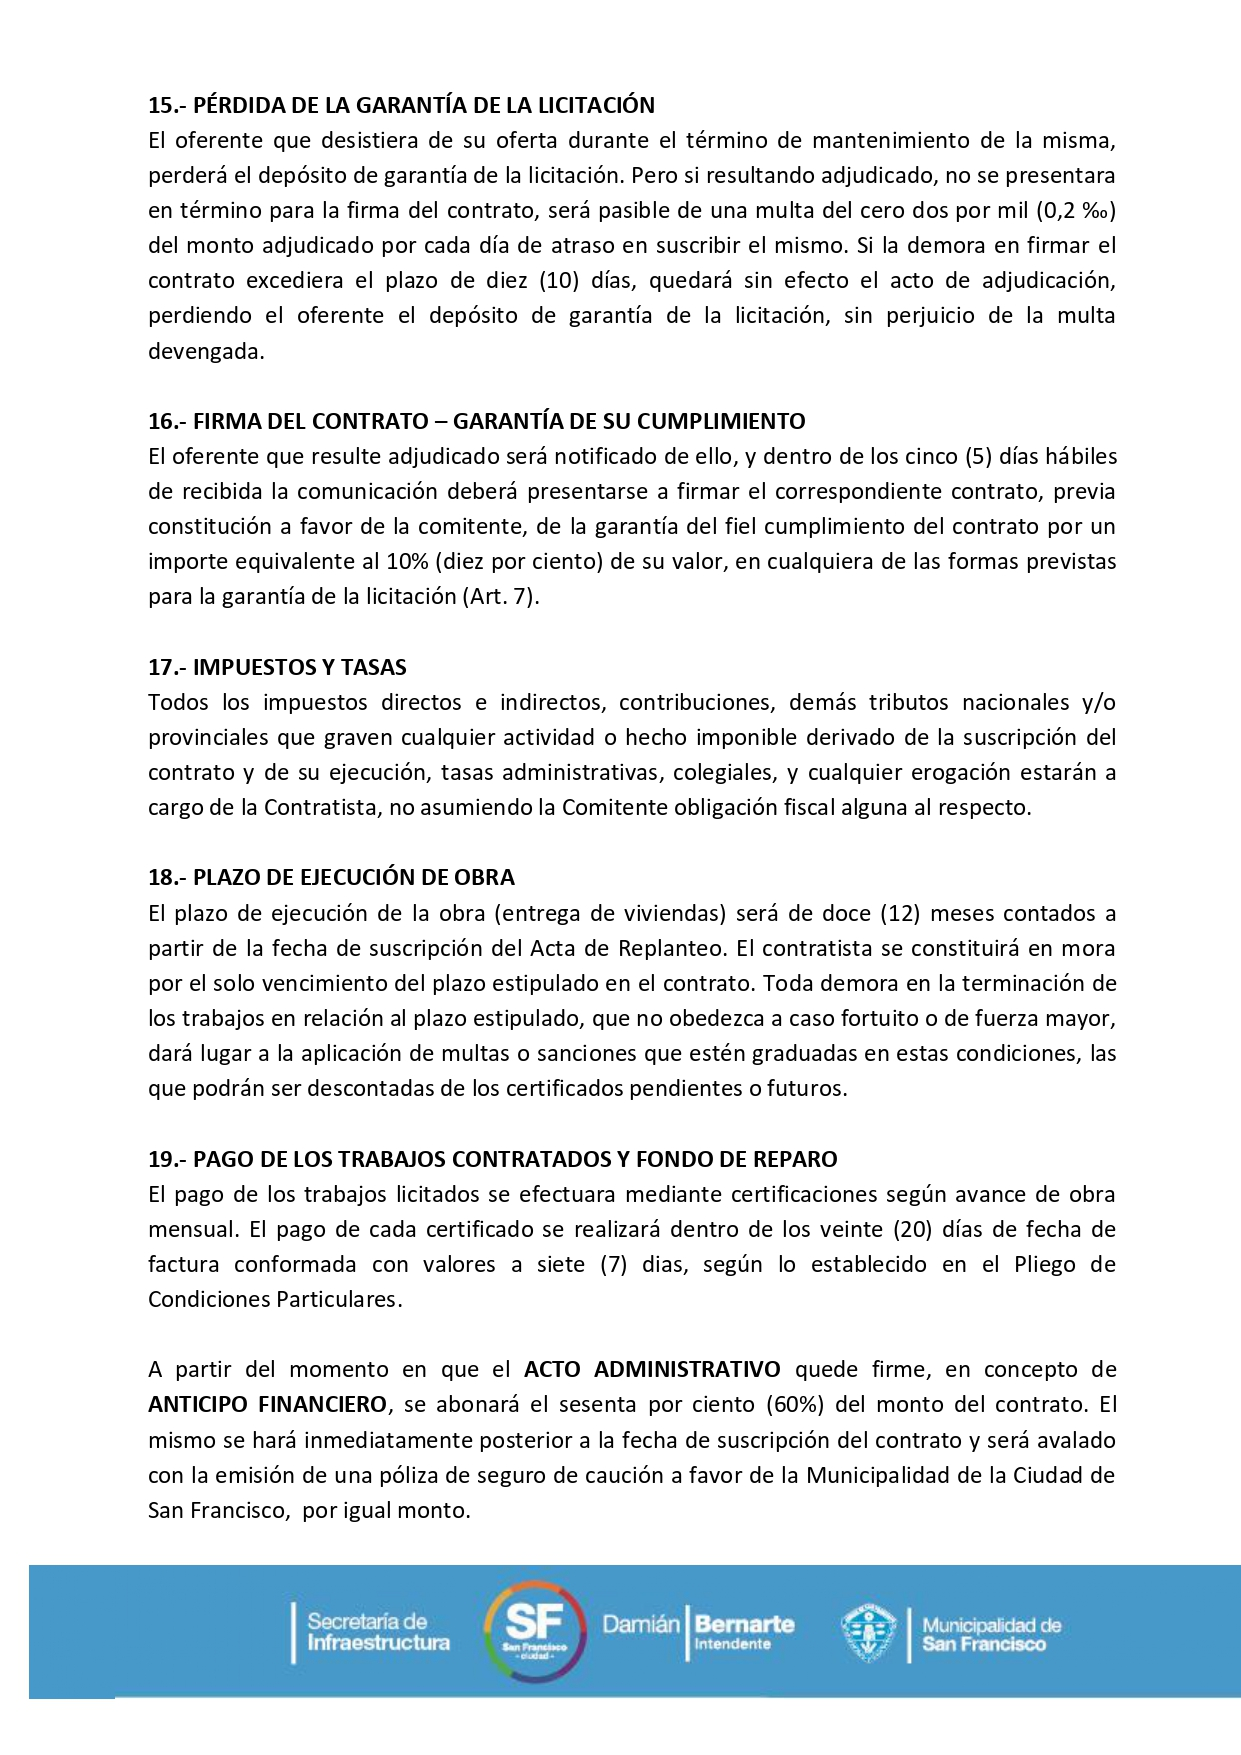 15.- PÉRDIDA DE LA GARANTÍA DE LA LICITACIÓN
El oferente que desistiera de su oferta durante el término de mantenimiento de la misma,
perderá el depósito de garantía de la licitación. Pero si resultando adjudicado, no se presentara
en término para la firma del contrato, será pasible de una multa del cero dos por mil (0,2 ‰)
del monto adjudicado por cada día de atraso en suscribir el mismo. Si la demora en firmar el
contrato excediera el plazo de diez (10) días, quedará sin efecto el acto de adjudicación,
perdiendo el oferente el depósito de garantía de la licitación, sin perjuicio de la multa
devengada.
16.- FIRMA DEL CONTRATO – GARANTÍA DE SU CUMPLIMIENTO
El oferente que resulte adjudicado será notificado de ello, y dentro de los cinco (5) días hábiles
de recibida la comunicación deberá presentarse a firmar el correspondiente contrato, previa
constitución a favor de la comitente, de la garantía del fiel cumplimiento del contrato por un
importe equivalente al 10% (diez por ciento) de su valor, en cualquiera de las formas previstas
para la garantía de la licitación (Art. 7).
17.- IMPUESTOS Y TASAS
Todos los impuestos directos e indirectos, contribuciones, demás tributos nacionales y/o
provinciales que graven cualquier actividad o hecho imponible derivado de la suscripción del
contrato y de su ejecución, tasas administrativas, colegiales, y cualquier erogación estarán a
cargo de la Contratista, no asumiendo la Comitente obligación fiscal alguna al respecto.
18.- PLAZO DE EJECUCIÓN DE OBRA
El plazo de ejecución de la obra (entrega de viviendas) será de doce (12) meses contados a
partir de la fecha de suscripción del Acta de Replanteo. El contratista se constituirá en mora
por el solo vencimiento del plazo estipulado en el contrato. Toda demora en la terminación de
los trabajos en relación al plazo estipulado, que no obedezca a caso fortuito o de fuerza mayor,
dará lugar a la aplicación de multas o sanciones que estén graduadas en estas condiciones, las
que podrán ser descontadas de los certificados pendientes o futuros.
19.- PAGO DE LOS TRABAJOS CONTRATADOS Y FONDO DE REPARO
El pago de los trabajos licitados se efectuara mediante certificaciones según avance de obra
mensual. El pago de cada certificado se realizará dentro de los veinte (20) días de fecha de
factura conformada con valores a siete (7) dias, según lo establecido en el Pliego de
Condiciones Particulares.
A partir del momento en que el ACTO ADMINISTRATIVO quede firme, en concepto de
ANTICIPO FINANCIERO, se abonará el sesenta por ciento (60%) del monto del contrato. El
mismo se hará inmediatamente posterior a la fecha de suscripción del contrato y será avalado
con la emisión de una póliza de seguro de caución a favor de la Municipalidad de la Ciudad de
San Francisco, por igual monto.
Secretaría de
Infraestructura
SF
San Francisco
- ciudad -
Damián Bernarte
Intendente
Municipalidad de
San Francisco